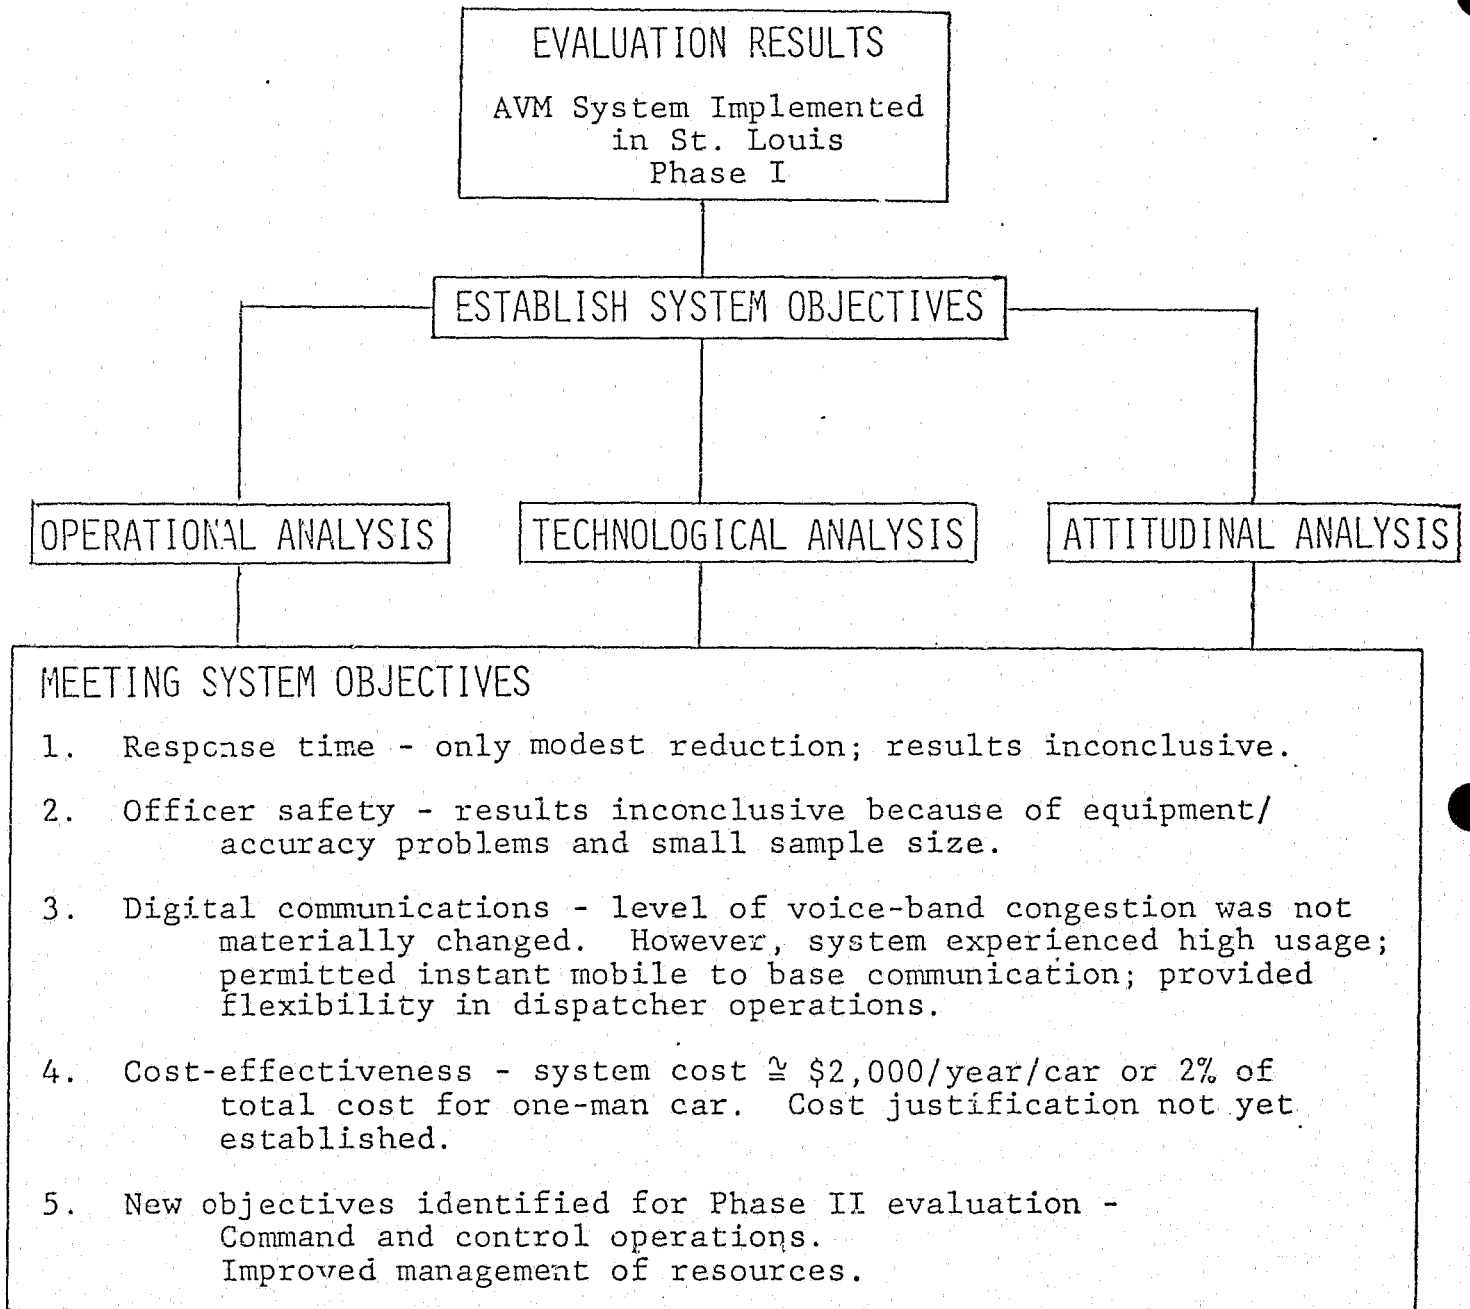 EVALUATION RESULTS
AVM System Implemented
in St. Louis
Phase I
ESTABLISH SYSTEM OBJECTIVES
OPERATIONAL ANALYSIS
TECHNOLOGICAL ANALYSIS
ATTITUDINAL ANALYSIS
MEETING SYSTEM OBJECTIVES
1. Response time - only modest reduction; results inconclusive.
2. Officer safety - results inconclusive because of equipment/
accuracy problems and small sample size.
3. Digital communications - level of voice-band congestion was not
materially changed. However, system experienced high usage;
permitted instant mobile to base communication; provided
flexibility in dispatcher operations.
4. Cost-effectiveness - system cost ≅ $2,000/year/car or 2% of
total cost for one-man car. Cost justification not yet
established.
5. New objectives identified for Phase II evaluation -
Command and control operations.
Improved management of resources.